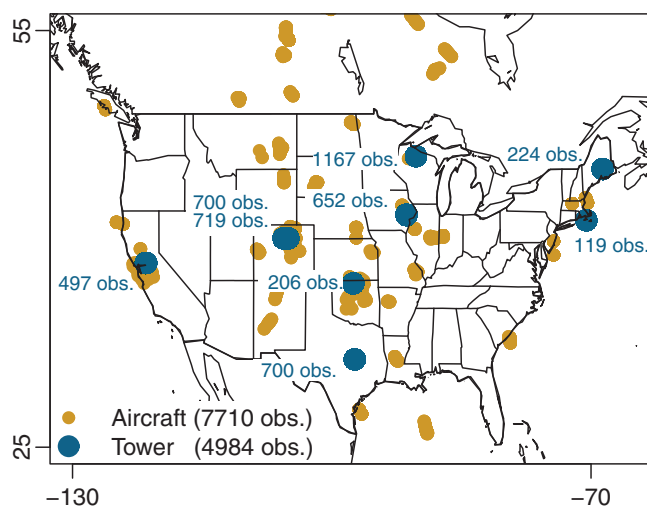 55
1167 obs.
224 obs.
700 obs.
652 obs.
719 obs.
119 obs.
497 obs.
206 obs.
700 obs.
Aircraft (7710 obs.)
Tower (4984 obs.)
25
−130
−70